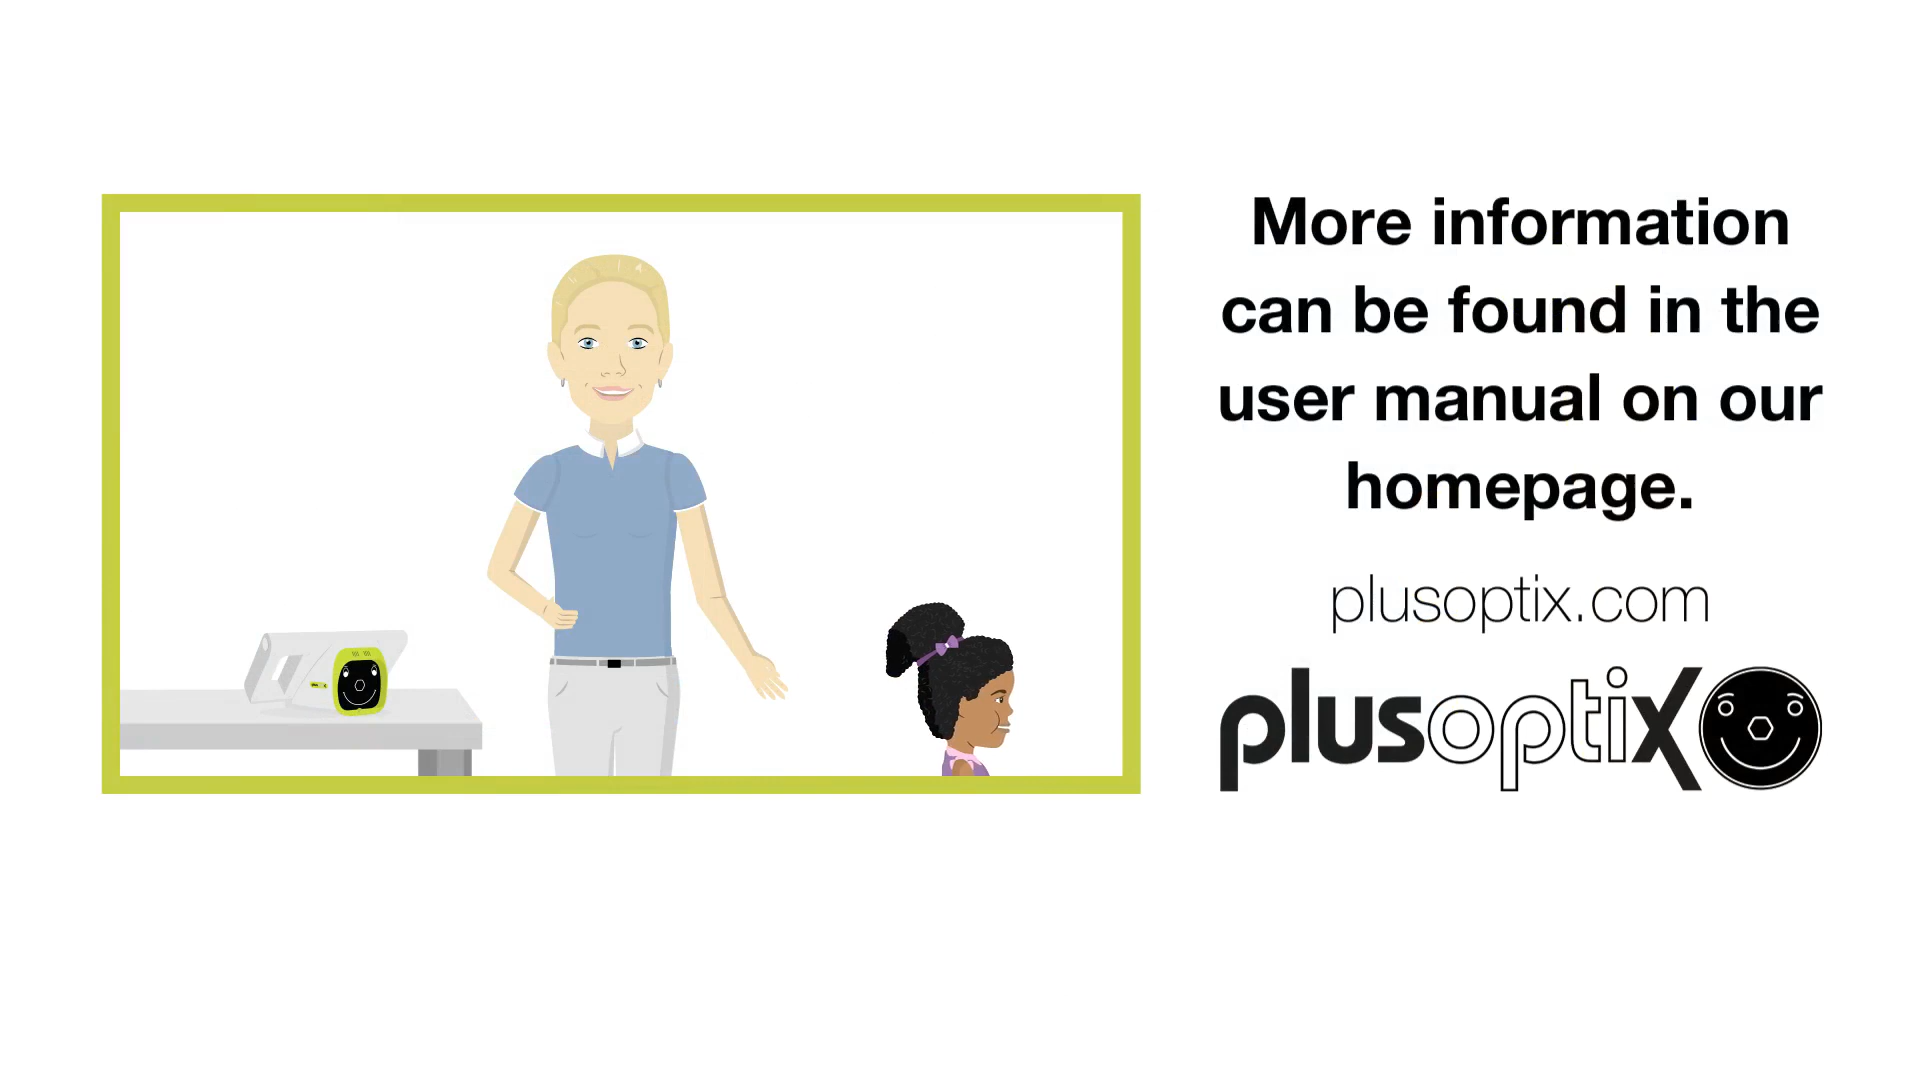 More information
can be found in the
user manual on our
homepage.
plusoptix.com
plusoptix